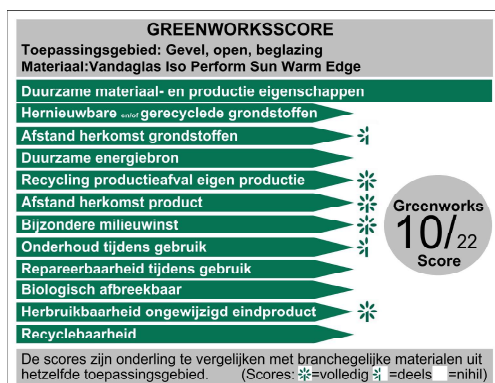 GREENWORKSSCORE
Toepassingsgebied: Gevel, open, beglazing
Materiaal:Vandaglas Iso Perform Sun Warm Edge
Duurzame materiaal- en productie eigenschappen
Hernieuwbare en/of gerecyclede grondstoffen
Afstand herkomst grondstoffen
Duurzame energiebron
Recycling productieafval eigen productie
Afstand herkomst product
Bijzondere milieuwinst
Onderhoud tijdens gebruik
Repareerbaarheid tijdens gebruik
Biologisch afbreekbaar
Herbruikbaarheid ongewijzigd eindproduct
Recyclebaarheid
Greenworks
10/22
Score
De scores zijn onderling te vergelijken met branchegelijke materialen uit
hetzelfde toepassingsgebied. (Scores: =volledig =deels =nihil)